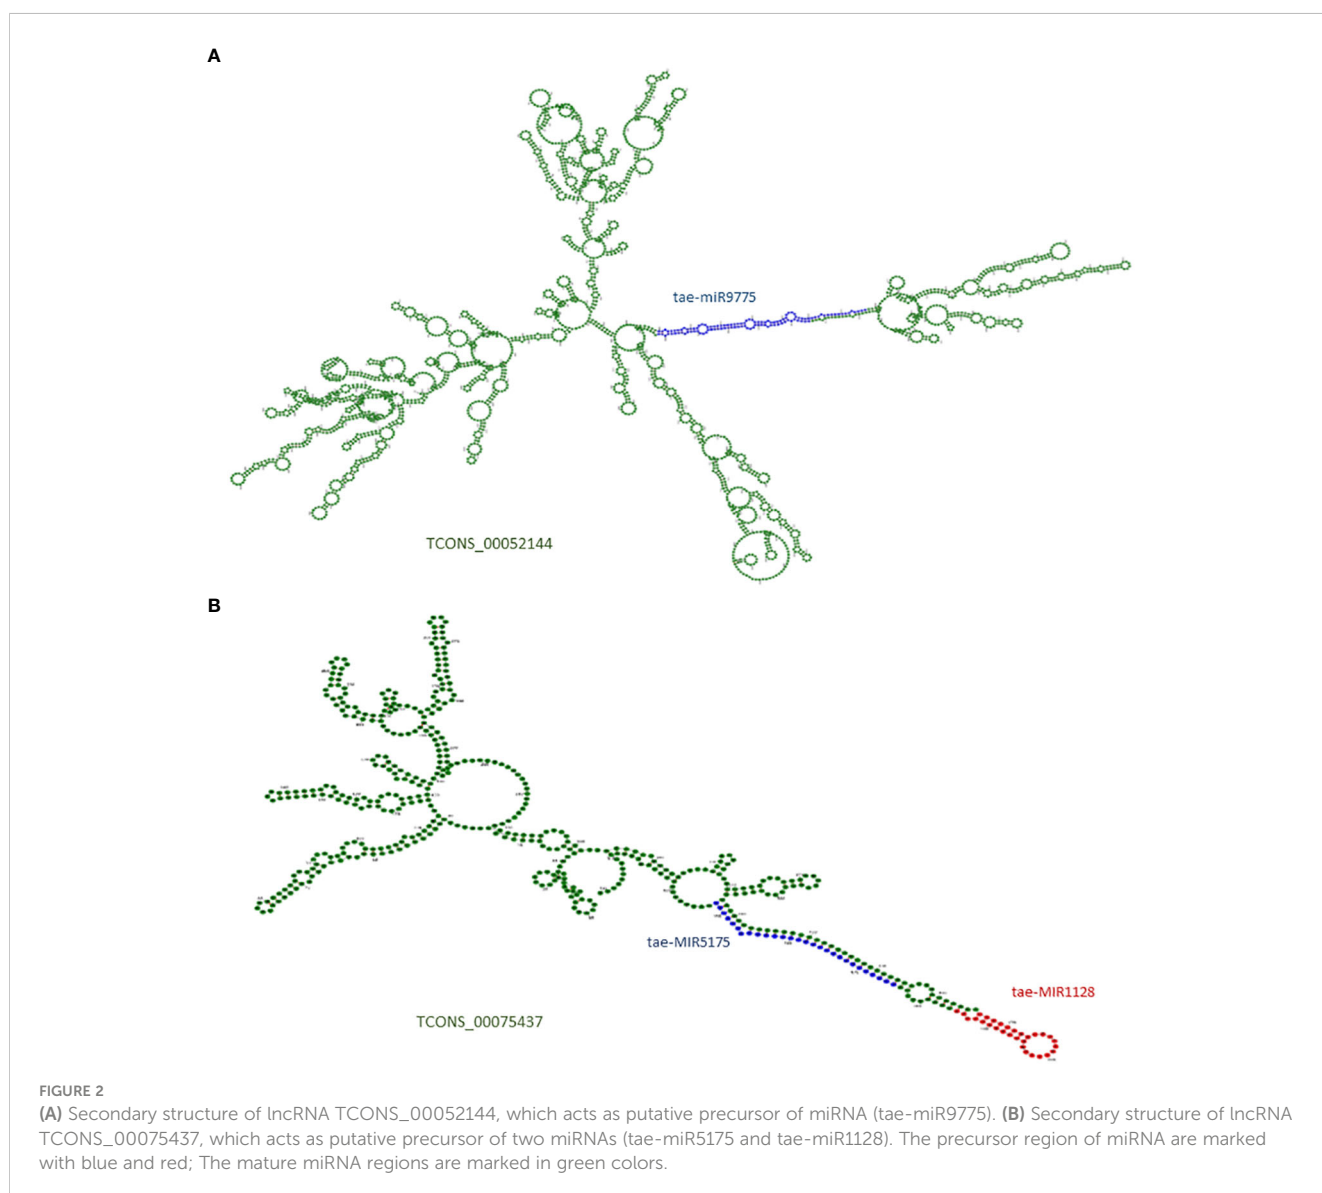 A
tae-miR9775
TCONS_00052144
B
tae-MIR5175
tae-MIR1128
TCONS_00075437
FIGURE 2
(A) Secondary structure of lncRNA TCONS_00052144, which acts as putative precursor of miRNA (tae-miR9775). (B) Secondary structure of lncRNA
TCONS_00075437, which acts as putative precursor of two miRNAs (tae-miR5175 and tae-miR1128). The precursor region of miRNA are marked
with blue and red; The mature miRNA regions are marked in green colors.